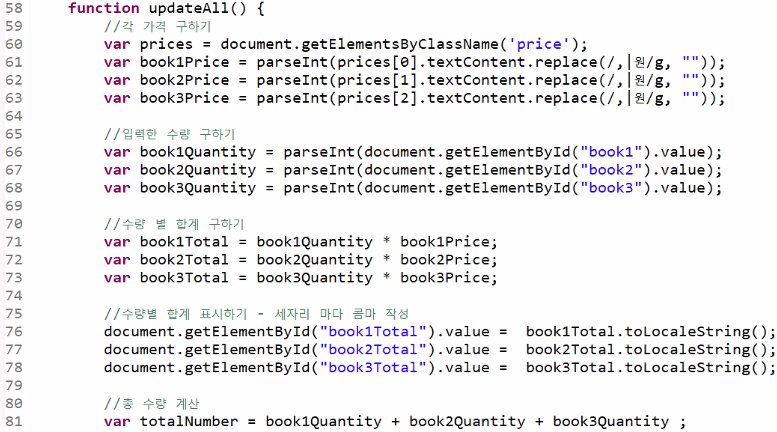 58 function updateAll() {
59 //각 가격 구하기
60 var prices = document.getElementsByClassName('price');
61 var book1Price = parseInt(prices[0].textContent.replace(/,|원/g, ""));
62 var book2Price = parseInt(prices[1].textContent.replace(/,|원/g, ""));
63 var book3Price = parseInt(prices[2].textContent.replace(/,|원/g, ""));
64
65 //입력한 수량 구하기
66 var book1Quantity = parseInt(document.getElementById("book1").value);
67 var book2Quantity = parseInt(document.getElementById("book2").value);
68 var book3Quantity = parseInt(document.getElementById("book3").value);
69
70 //수량 별 합계 구하기
71 var book1Total = book1Quantity * book1Price;
72 var book2Total = book2Quantity * book2Price;
73 var book3Total = book3Quantity * book3Price;
74
75 //수량별 합계 표시하기 - 세자리 마다 콤마 작성
76 document.getElementById("book1Total").value =  book1Total.toLocaleString();
77 document.getElementById("book2Total").value =  book2Total.toLocaleString();
78 document.getElementById("book3Total").value =  book3Total.toLocaleString();
79
80 //총 수량 계산
81 var totalNumber = book1Quantity + book2Quantity + book3Quantity ;